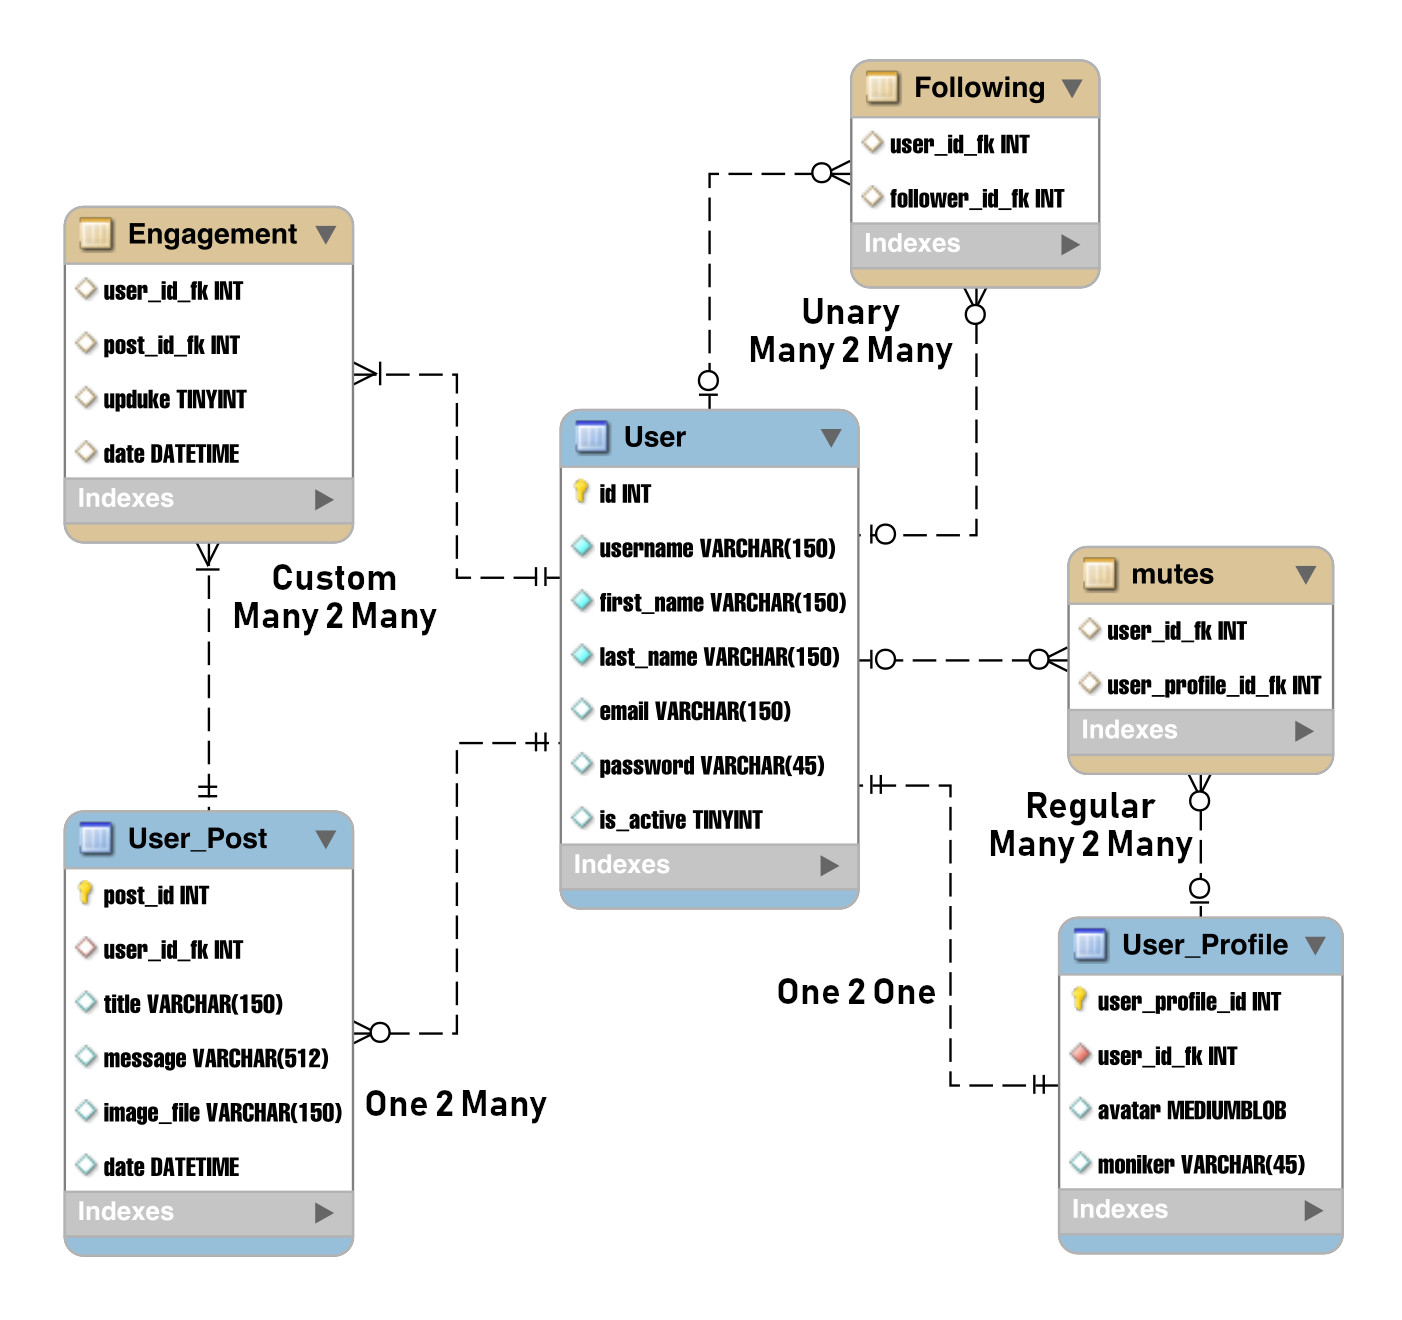 Following
user_id_fk INT
follower_id_fk INT
Indexes
Engagement
user_id_fk INT
post_id_fk INT
upduke TINYINT
date DATETIME
Indexes
Unary
Many 2 Many
User
id INT
username VARCHAR(150)
first_name VARCHAR(150)
last_name VARCHAR(150)
email VARCHAR(150)
password VARCHAR(45)
is_active TINYINT
Indexes
Custom
Many 2 Many
mutes
user_id_fk INT
user_profile_id_fk INT
Indexes
Regular
Many 2 Many
User_Post
post_id INT
user_id_fk INT
title VARCHAR(150)
message VARCHAR(512)
image_file VARCHAR(150)
date DATETIME
Indexes
One 2 Many
One 2 One
User_Profile
user_profile_id INT
user_id_fk INT
avatar MEDIUMBLOB
moniker VARCHAR(45)
Indexes